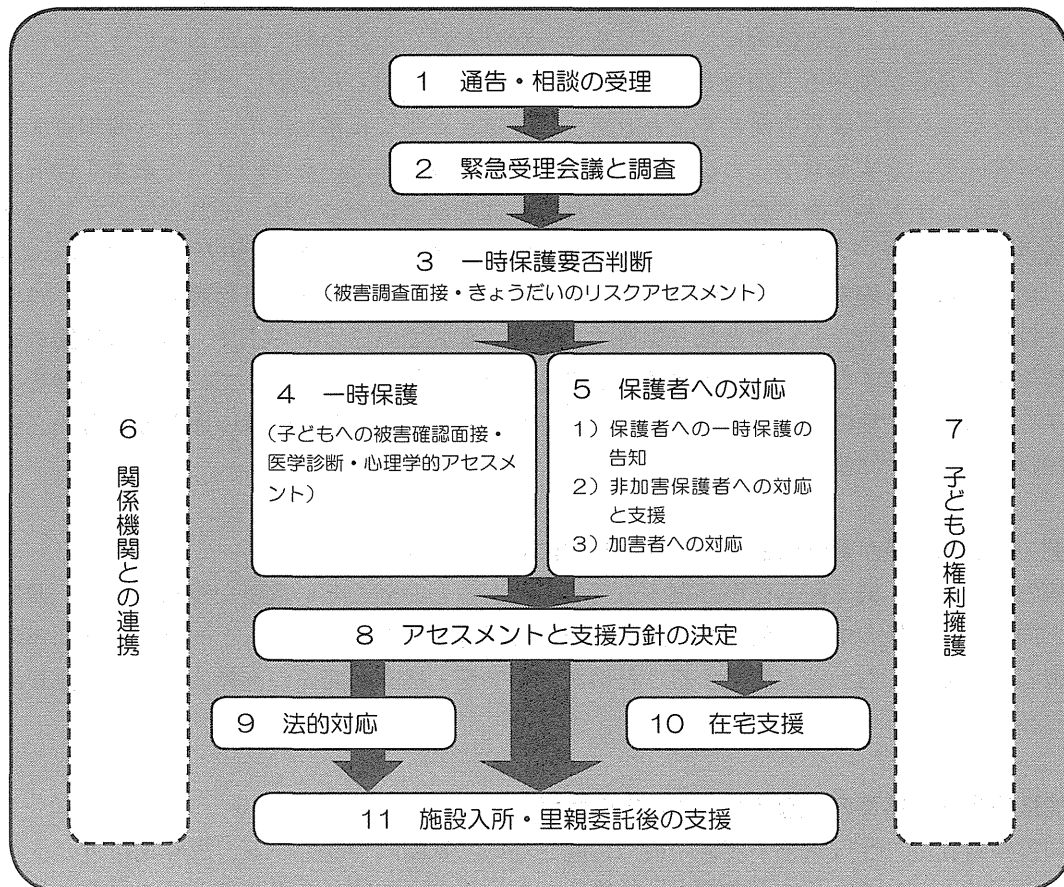 1 通告・相談の受理
2 緊急受理会議と調査
3 一時保護要否判断
（被害調査面接・きょうだいのリスクアセスメント）
4 一時保護
（子どもへの被害確認面接・
医学診断・心理学的アセスメ
ント）
5 保護者への対応
1）保護者への一時保護の
告知
2）非加害保護者への対応
と支援
3）加害者への対応
6 関係機関との連携
7 子どもの権利擁護
8 アセスメントと支援方針の決定
9 法的対応
10 在宅支援
11 施設入所・里親委託後の支援